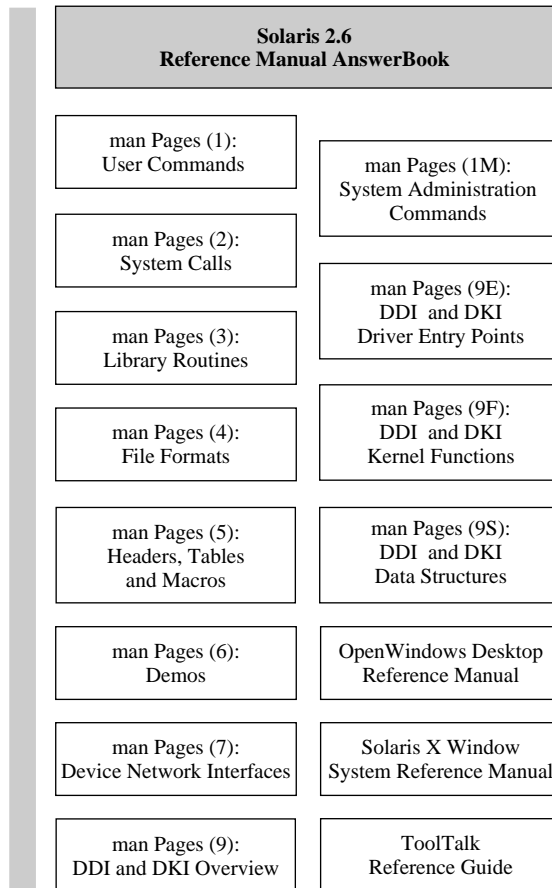 Solaris 2.6
Reference Manual AnswerBook
man Pages (1):
User Commands
man Pages (2):
System Calls
man Pages (3):
Library Routines
man Pages (4):
File Formats
man Pages (5):
Headers, Tables
and Macros
man Pages (6):
Demos
man Pages (7):
Device Network Interfaces
man Pages (9):
DDI and DKI Overview
man Pages (1M):
System Administration
Commands
man Pages (9E):
DDI and DKI
Driver Entry Points
man Pages (9F):
DDI and DKI
Kernel Functions
man Pages (9S):
DDI and DKI
Data Structures
OpenWindows Desktop
Reference Manual
Solaris X Window
System Reference Manual
ToolTalk
Reference Guide